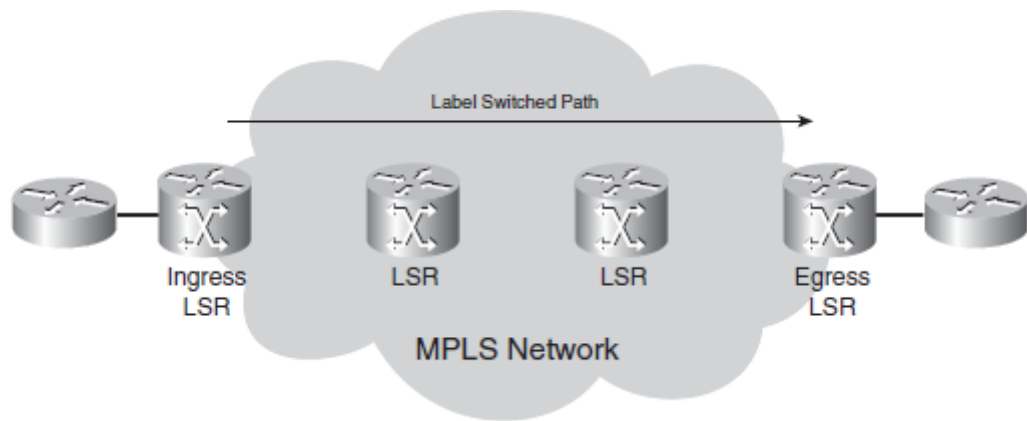 Label Switched Path
Ingress
LSR
LSR
LSR
Egress
LSR
MPLS Network